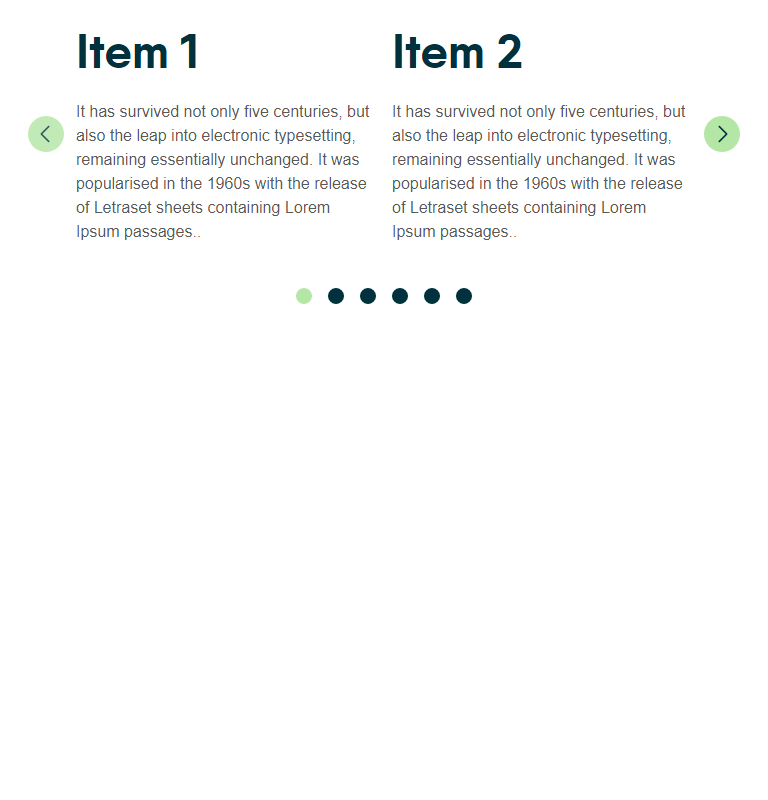 Item 1
It has survived not only five centuries, but
also the leap into electronic typesetting,
remaining essentially unchanged. It was
popularised in the 1960s with the release
of Letraset sheets containing Lorem
Ipsum passages..
Item 2
It has survived not only five centuries, but
also the leap into electronic typesetting,
remaining essentially unchanged. It was
popularised in the 1960s with the release
of Letraset sheets containing Lorem
Ipsum passages..